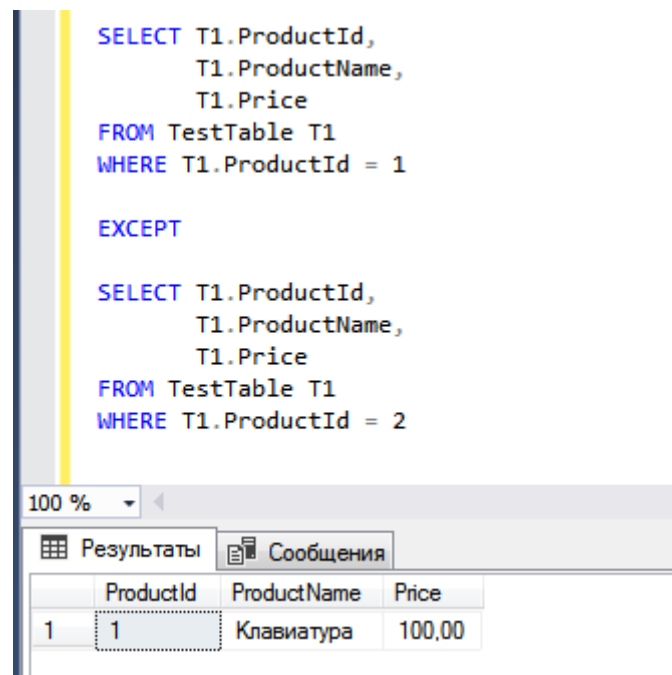 SELECT T1.ProductId,
T1.ProductName,
T1.Price
FROM TestTable T1
WHERE T1.ProductId = 1
EXCEPT
SELECT T1.ProductId,
T1.ProductName,
T1.Price
FROM TestTable T1
WHERE T1.ProductId = 2
100 %
Результаты Сообщения
ProductId ProductName Price
1 1 Клавиатура 100,00